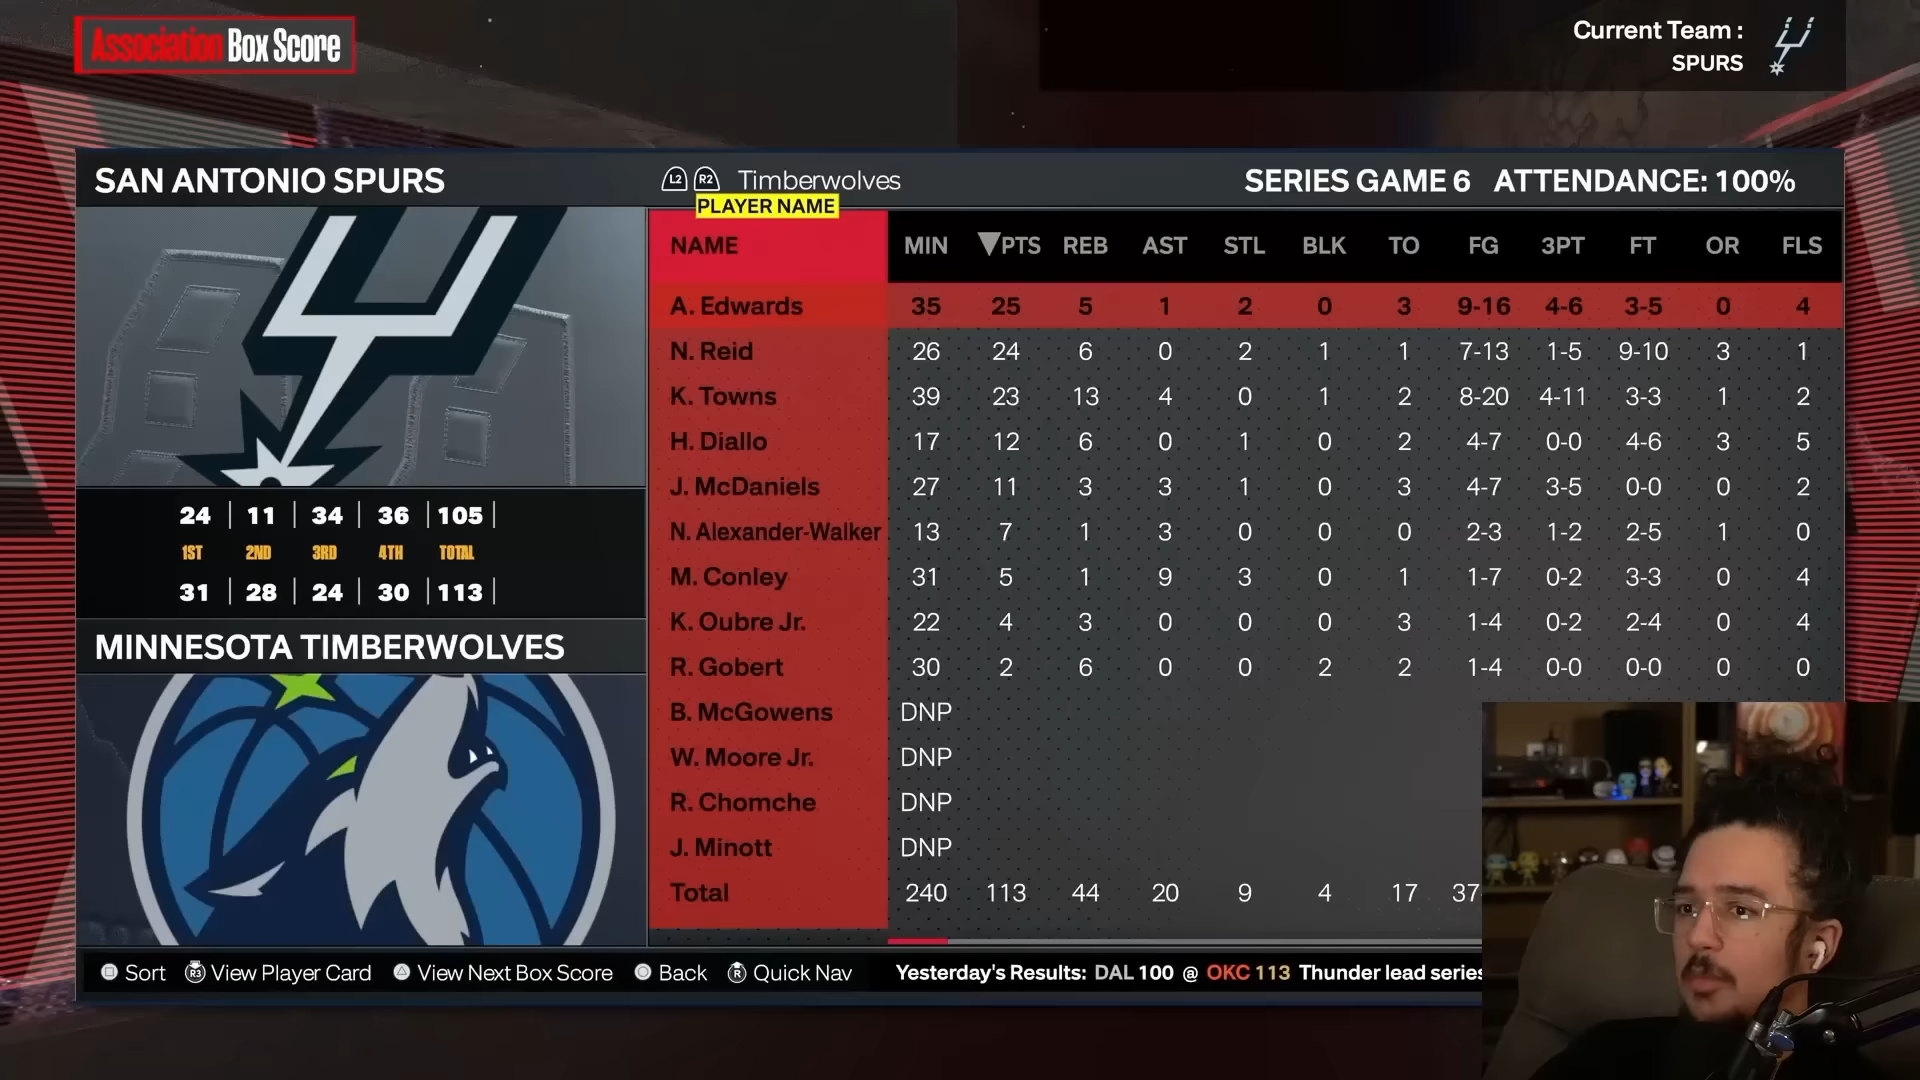 Association Box Score
Current Team :
SPURS
SAN ANTONIO SPURS
L2 R2 Timberwolves
SERIES GAME 6 ATTENDANCE: 100%
PLAYER NAME
NAME MIN PTS REB AST STL BLK TO FG 3PT FT OR FLS
A. Edwards 35 25 5 1 2 0 3 9-16 4-6 3-5 0 4
N. Reid 26 24 6 0 2 1 1 7-13 1-5 9-10 3 1
K. Towns 39 23 13 4 0 1 2 8-20 4-11 3-3 1 2
H. Diallo 17 12 6 0 1 0 2 4-7 0-0 4-6 3 5
J. McDaniels 27 11 3 3 1 0 3 4-7 3-5 0-0 0 2
N. Alexander-Walker 13 7 1 3 0 0 0 2-3 1-2 2-5 1 0
M. Conley 31 5 1 9 3 0 1 1-7 0-2 3-3 0 4
K. Oubre Jr. 22 4 3 0 0 0 3 1-4 0-2 2-4 0 4
R. Gobert 30 2 6 0 0 2 2 1-4 0-0 0-0 0 0
B. McGowens DNP
W. Moore Jr. DNP
R. Chomche DNP
J. Minott DNP
Total 240 113 44 20 9 4 17 37-
24 11 34 36 105
1ST 2ND 3RD 4TH TOTAL
31 28 24 30 113
MINNESOTA TIMBERWOLVES
Sort R3 View Player Card View Next Box Score Back R Quick Nav Yesterday's Results: DAL 100 @ OKC 113 Thunder lead series